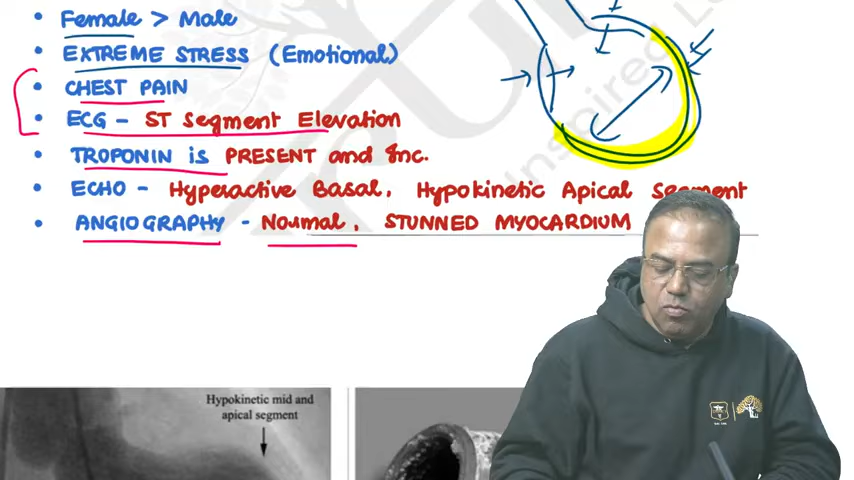 • Female > Male
• EXTREME STRESS (Emotional)
• CHEST PAIN
• ECG - ST Segment Elevation
• TROPONIN is PRESENT and Inc.
• ECHO - Hyperactive Basal, Hypokinetic Apical Segment
• ANGIOGRAPHY - Normal, STUNNED MYOCARDIUM
Hypokinetic mid and
apical segment